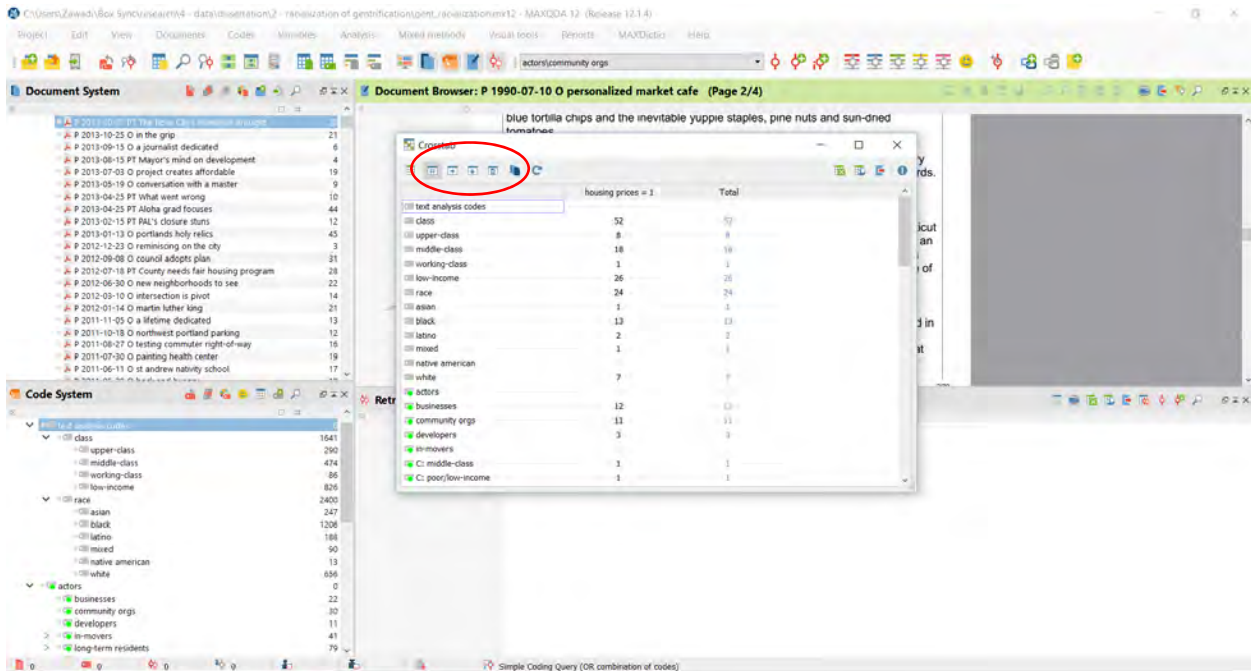 MAXQDA 12 (Release 12.1.4)
Project Edit View Documents Codes Variables Analysis Mixed methods Visual tools Reports MAXDictio Help
actors\community orgs
Document System
Document Browser: P 1990-07-10 O personalized market cafe (Page 2/4)
P 2013-10-25 O in the grip 21
P 2013-09-15 O a journalist dedicated 6
P 2013-08-15 PT Mayor's mind on development 4
P 2013-07-03 O project creates affordable 19
P 2013-05-19 O conversation with a master 9
P 2013-04-25 PT What went wrong 10
P 2013-04-25 PT Aloha grad focuses 44
P 2013-02-15 PT PAL's closure stuns 12
P 2013-01-13 O portlands holy relics 45
P 2012-12-23 O reminiscing on the city 3
P 2012-09-08 O council adopts plan 31
P 2012-07-18 PT County needs fair housing program 28
P 2012-06-30 O new neighborhoods to see 22
P 2012-03-10 O intersection is pivot 14
P 2012-01-14 O martin luther king 21
P 2011-11-05 O a lifetime dedicated 13
P 2011-10-18 O northwest portland parking 12
P 2011-08-27 O testing commuter right-of-way 16
P 2011-07-30 O painting health center 19
P 2011-06-11 O st andrew nativity school 17
blue tortilla chips and the inevitable yuppie staples, pine nuts and sun-dried
tomatoes
y
rds.
icut
an
of
d in
at
Crosstab
housing prices = 1 Total
text analysis codes
class 52 52
upper-class 8 8
middle-class 18 18
working-class 1 1
low-income 26 26
race 24 24
asian 1 1
black 13 13
latino 2 2
mixed 1 1
native american
white 7 7
actors
businesses 12 12
community orgs 11 11
developers 3 3
in-movers
C: middle-class 1 1
C: poor/low-income 1 1
Code System
Retr
text analysis codes 0
class 1641
upper-class 290
middle-class 474
working-class 86
low-income 826
race 2400
asian 247
black 1206
latino 188
mixed 90
native american 13
white 656
actors 0
businesses 22
community orgs 30
developers 11
in-movers 41
long-term residents 79
0 0 0 0
Simple Coding Query (OR combination of codes)